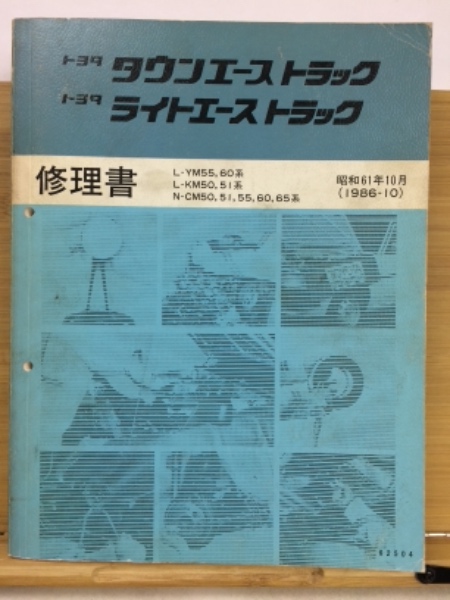 トヨタ タウンエーストラック
トヨタ ライトエーストラック
修理書
L-YM55,60系
L-KM50,51系
N-CM50,51,55,60,65系
昭和61年10月
(1986-10)
62504